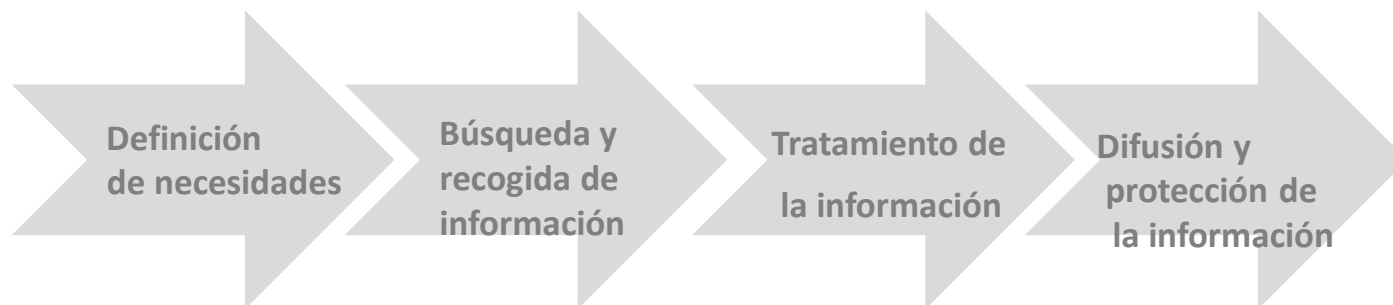 Definición
de necesidades
Búsqueda y
recogida de
información
Tratamiento de
la información
Difusión y
protección de
la información